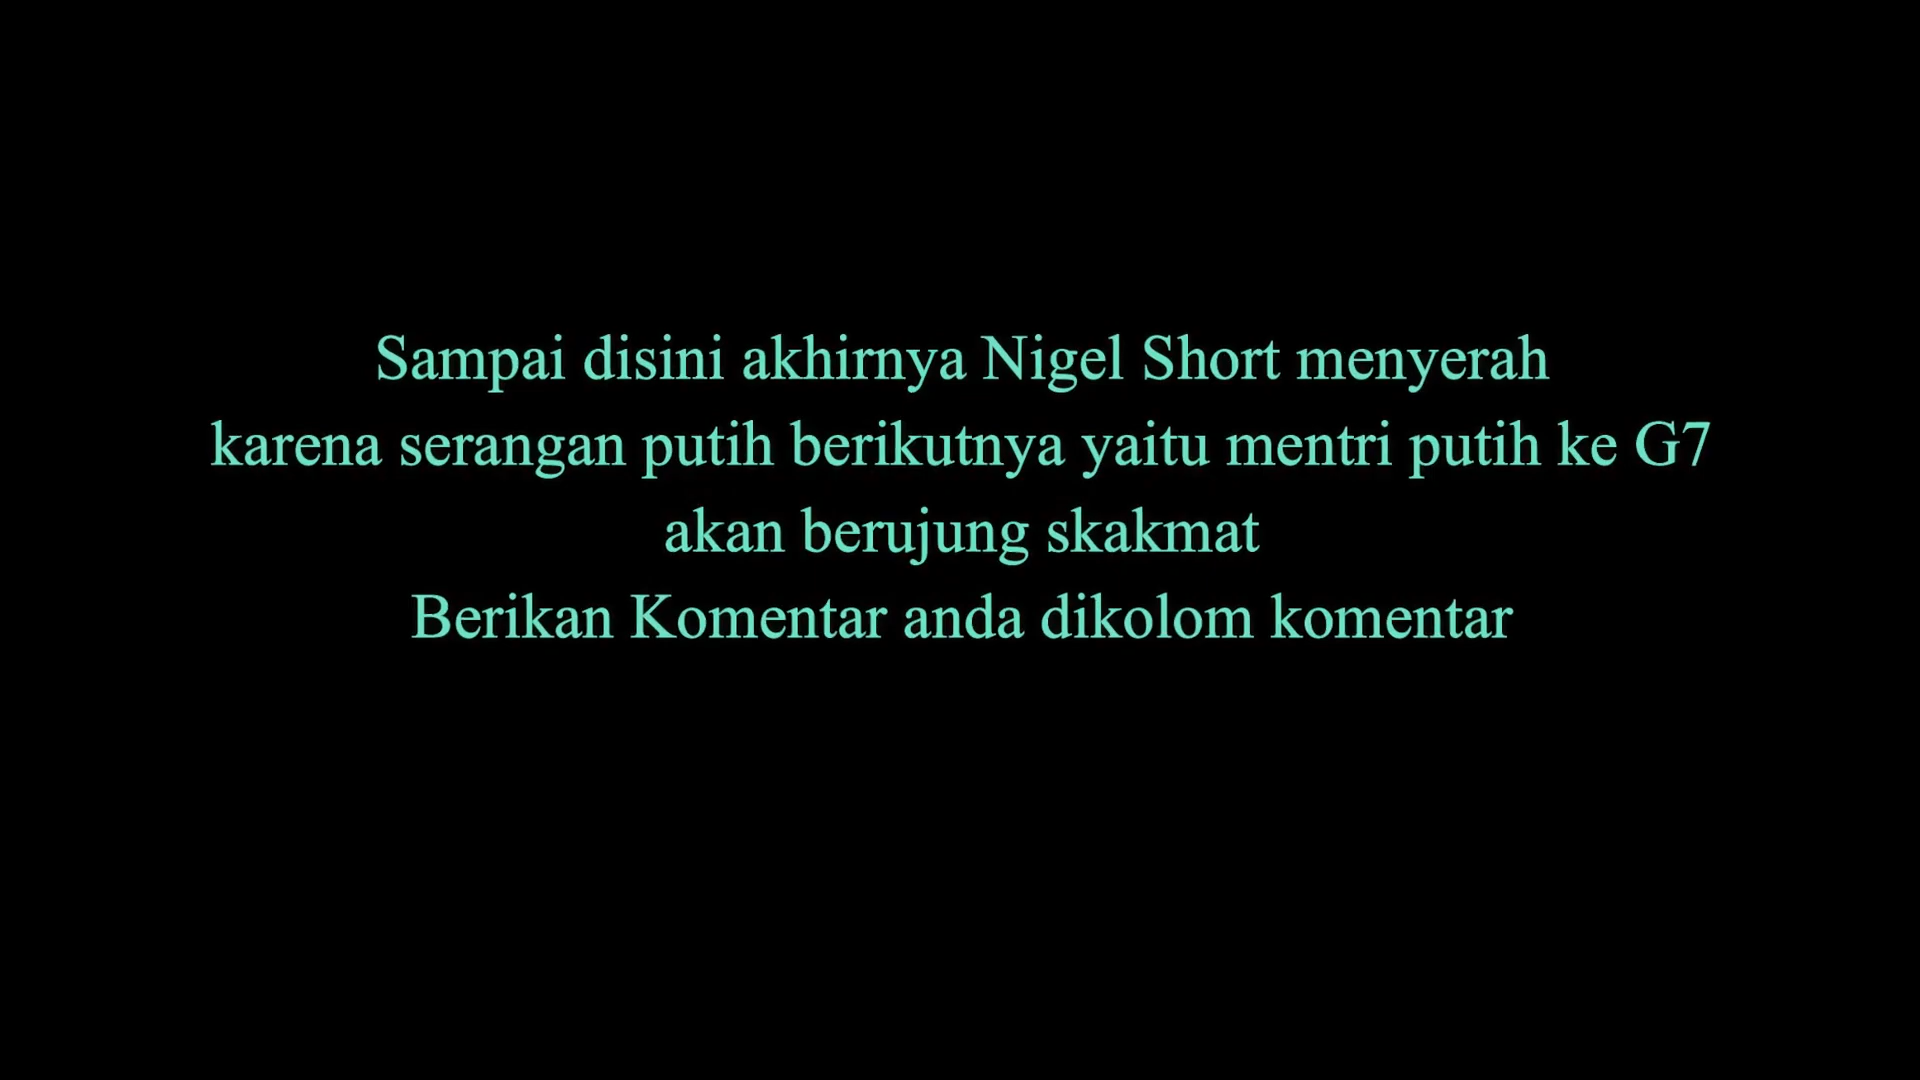 Sampai disini akhirnya Nigel Short menyerah
karena serangan putih berikutnya yaitu mentri putih ke G7
akan berujung skakmat
Berikan Komentar anda dikolom komentar